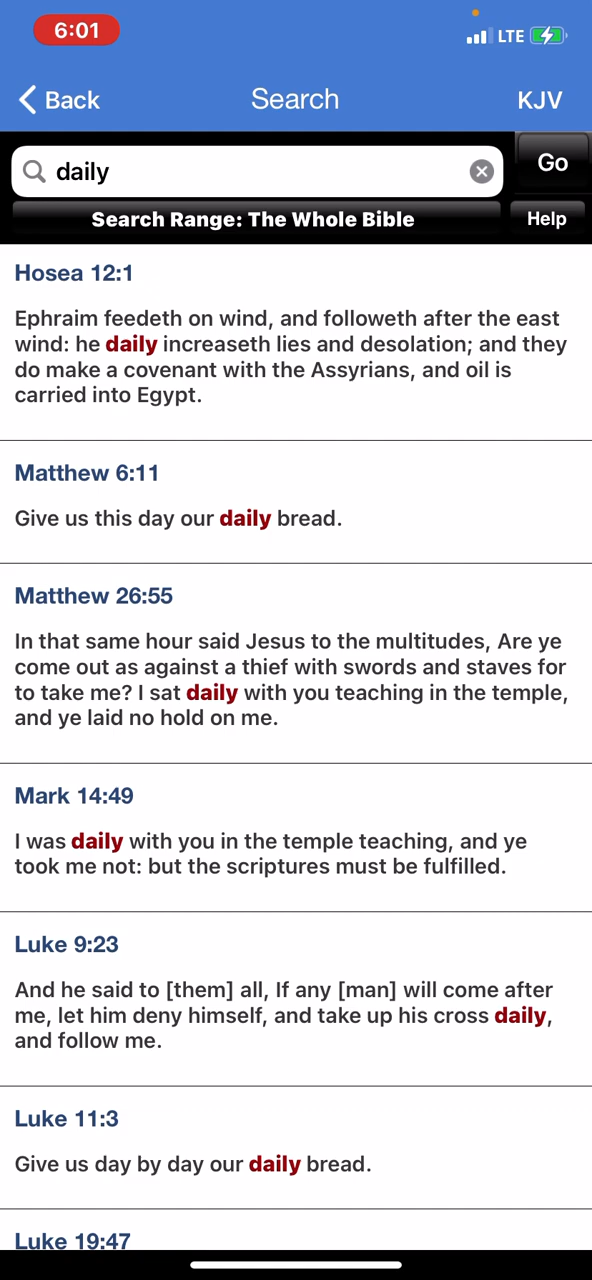 6:01
LTE
Back
Search
KJV
daily
Go
Search Range: The Whole Bible
Help
Hosea 12:1
Ephraim feedeth on wind, and followeth after the east
wind: he daily increaseth lies and desolation; and they
do make a covenant with the Assyrians, and oil is
carried into Egypt.
Matthew 6:11
Give us this day our daily bread.
Matthew 26:55
In that same hour said Jesus to the multitudes, Are ye
come out as against a thief with swords and staves for
to take me? I sat daily with you teaching in the temple,
and ye laid no hold on me.
Mark 14:49
I was daily with you in the temple teaching, and ye
took me not: but the scriptures must be fulfilled.
Luke 9:23
And he said to [them] all, If any [man] will come after
me, let him deny himself, and take up his cross daily,
and follow me.
Luke 11:3
Give us day by day our daily bread.
Luke 19:47